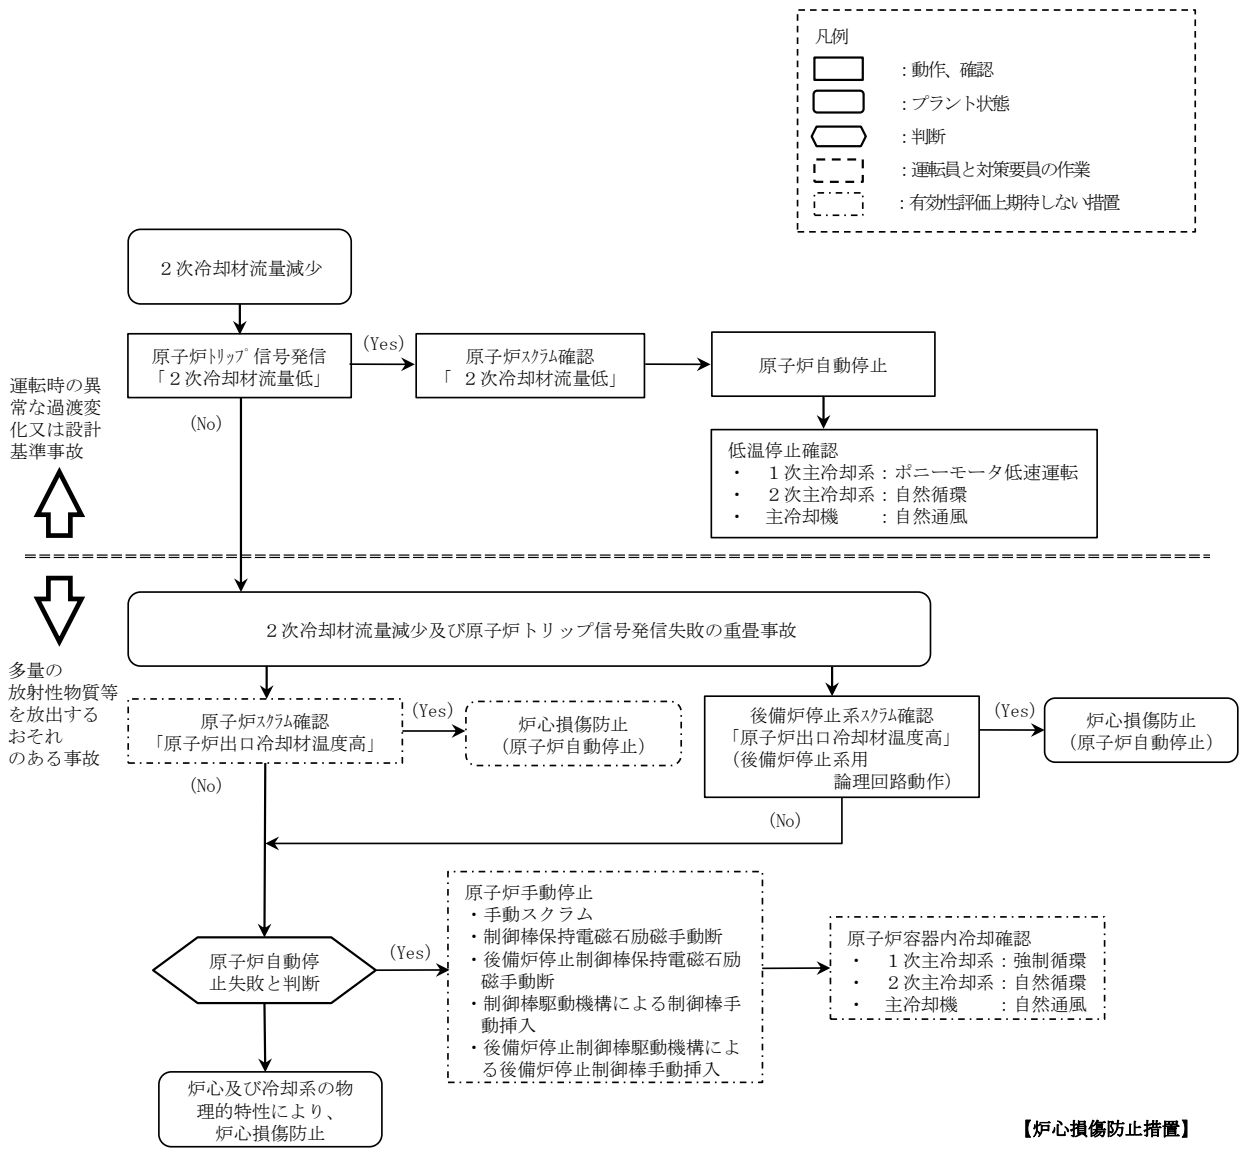 凡例
：動作、確認
：プラント状態
：判断
：運転員と対策要員の作業
：有効性評価上期待しない措置
２次冷却材流量減少
原子炉ﾄﾘｯﾌﾟ信号発信
「２次冷却材流量低」
(Yes)
原子炉ｽｸﾗﾑ確認
「 ２次冷却材流量低」
原子炉自動停止
(No)
低温停止確認
・ １次主冷却系：ポニーモータ低速運転
・ ２次主冷却系：自然循環
・ 主冷却機 ：自然通風
運転時の異
常な過渡変
化又は設計
基準事故
２次冷却材流量減少及び原子炉トリップ信号発信失敗の重畳事故
多量の
放射性物質等
を放出する
おそれ
のある事故
原子炉ｽｸﾗﾑ確認
「原子炉出口冷却材温度高」
(Yes)
炉心損傷防止
（原子炉自動停止）
(No)
後備炉停止系ｽｸﾗﾑ確認
「原子炉出口冷却材温度高」
（後備炉停止系用
論理回路動作）
(Yes)
炉心損傷防止
（原子炉自動停止）
(No)
原子炉自動停
止失敗と判断
(Yes)
原子炉手動停止
・手動スクラム
・制御棒保持電磁石励磁手動断
・後備炉停止制御棒保持電磁石励
磁手動断
・制御棒駆動機構による制御棒手
動挿入
・後備炉停止制御棒駆動機構によ
る後備炉停止制御棒手動挿入
原子炉容器内冷却確認
・ １次主冷却系：強制循環
・ ２次主冷却系：自然循環
・ 主冷却機 ：自然通風
炉心及び冷却系の物
理的特性により、
炉心損傷防止
【炉心損傷防止措置】